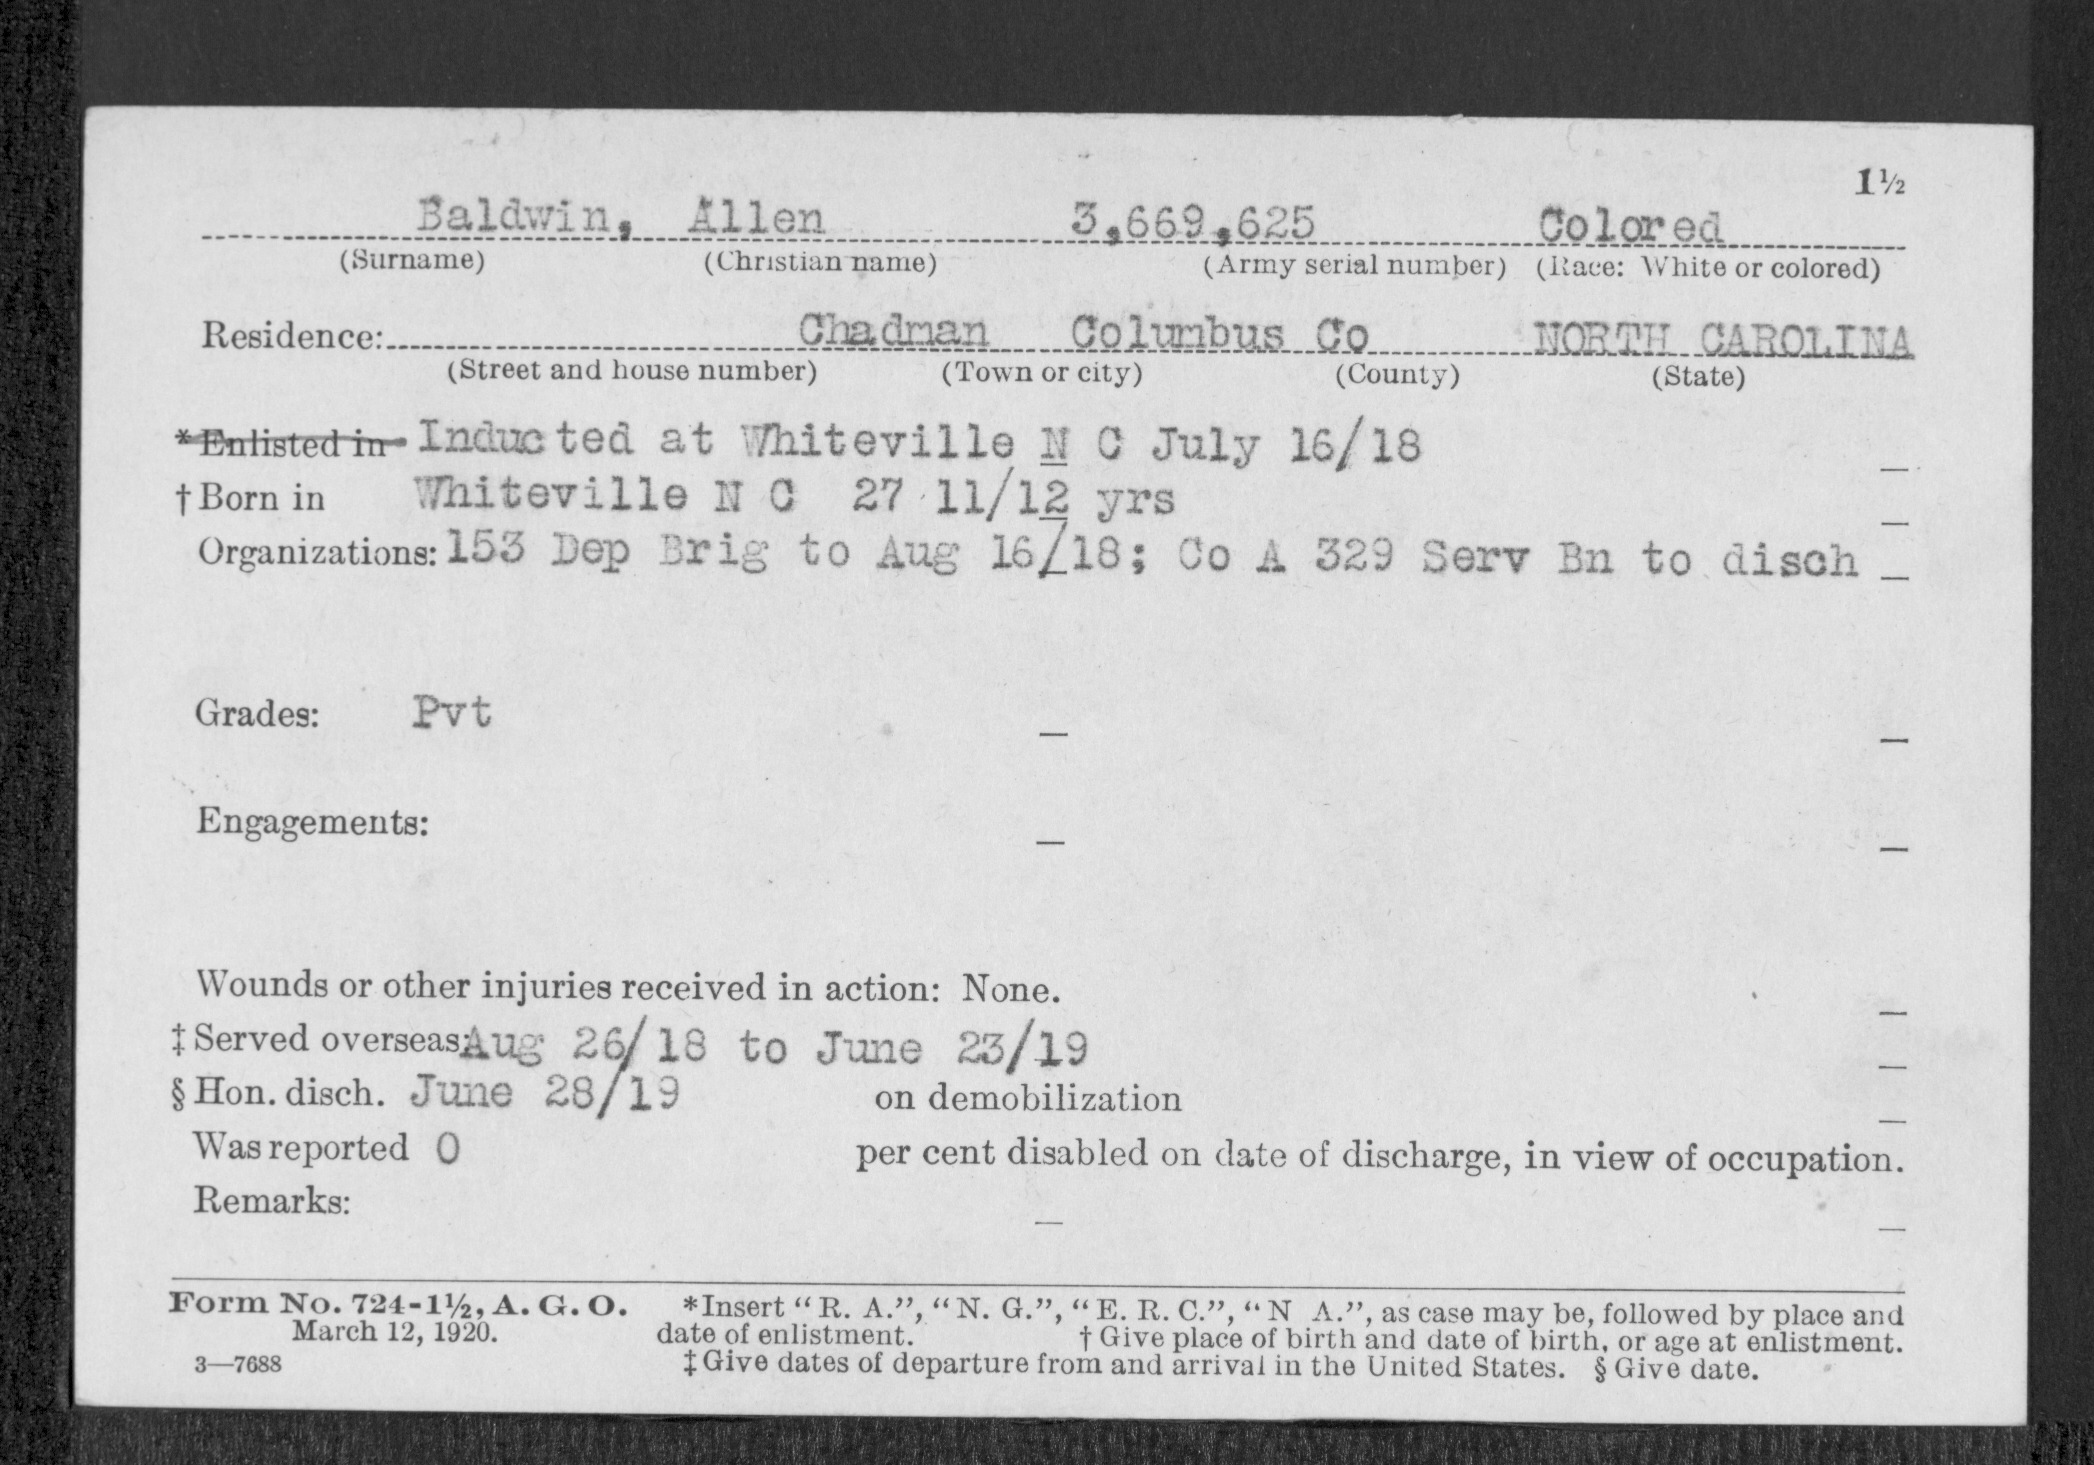 1½
Baldwin, Allen 3,669,625 Colored
(Surname) (Christian name) (Army serial number) (Race: White or colored)
Residence: Chadman Columbus Co NORTH CAROLINA
(Street and house number) (Town or city) (County) (State)
*Enlisted in Inducted at Whiteville N C July 16/18
†Born in Whiteville N C 27 11/12 yrs
Organizations: 153 Dep Brig to Aug 16/18; Co A 329 Serv Bn to disch
Grades: Pvt
Engagements:
Wounds or other injuries received in action: None.
‡Served overseas: Aug 26/18 to June 23/19
§Hon. disch. June 28/19 on demobilization
Was reported 0 per cent disabled on date of discharge, in view of occupation.
Remarks:
Form No. 724-1½, A. G. O. *Insert "R. A.", "N. G.", "E. R. C.", "N A.", as case may be, followed by place and
March 12, 1920. date of enlistment. †Give place of birth and date of birth, or age at enlistment.
3—7688 ‡Give dates of departure from and arrival in the United States. §Give date.